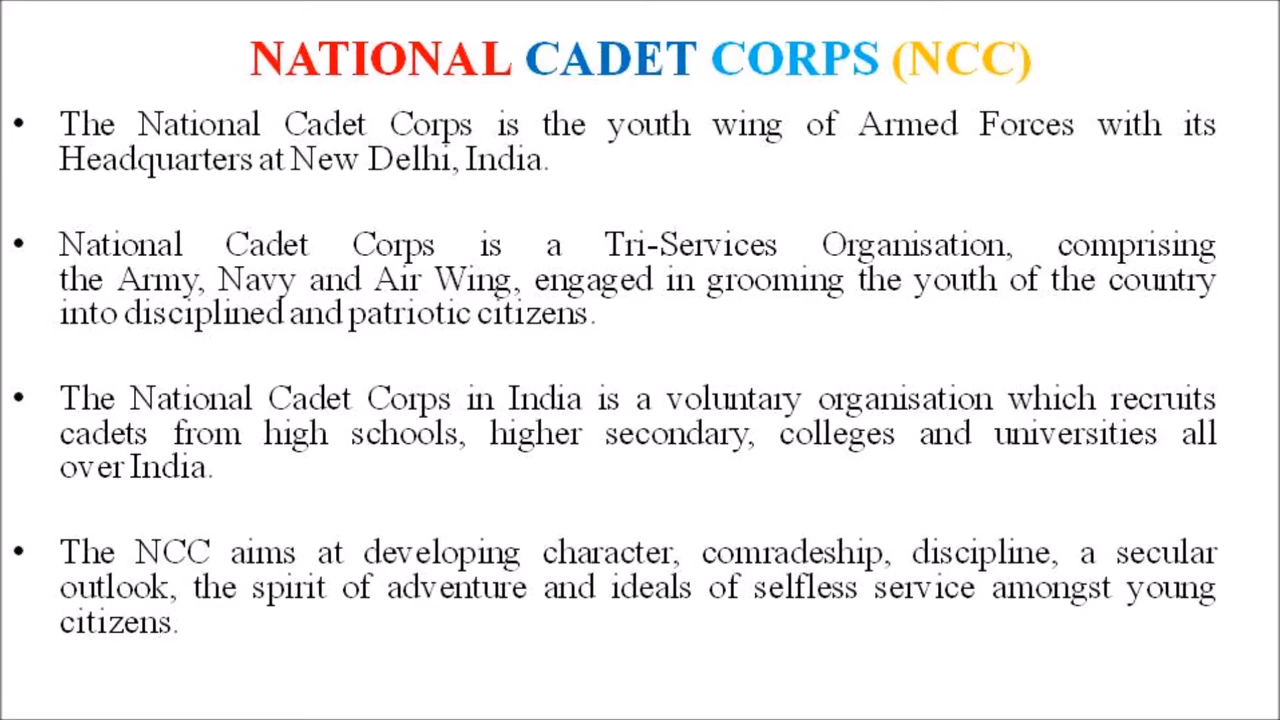 NATIONAL CADET CORPS (NCC)
• The National Cadet Corps is the youth wing of Armed Forces with its
Headquarters at New Delhi, India.
• National Cadet Corps is a Tri-Services Organisation, comprising
the Army, Navy and Air Wing, engaged in grooming the youth of the country
into disciplined and patriotic citizens.
• The National Cadet Corps in India is a voluntary organisation which recruits
cadets from high schools, higher secondary, colleges and universities all
over India.
• The NCC aims at developing character, comradeship, discipline, a secular
outlook, the spirit of adventure and ideals of selfless service amongst young
citizens.